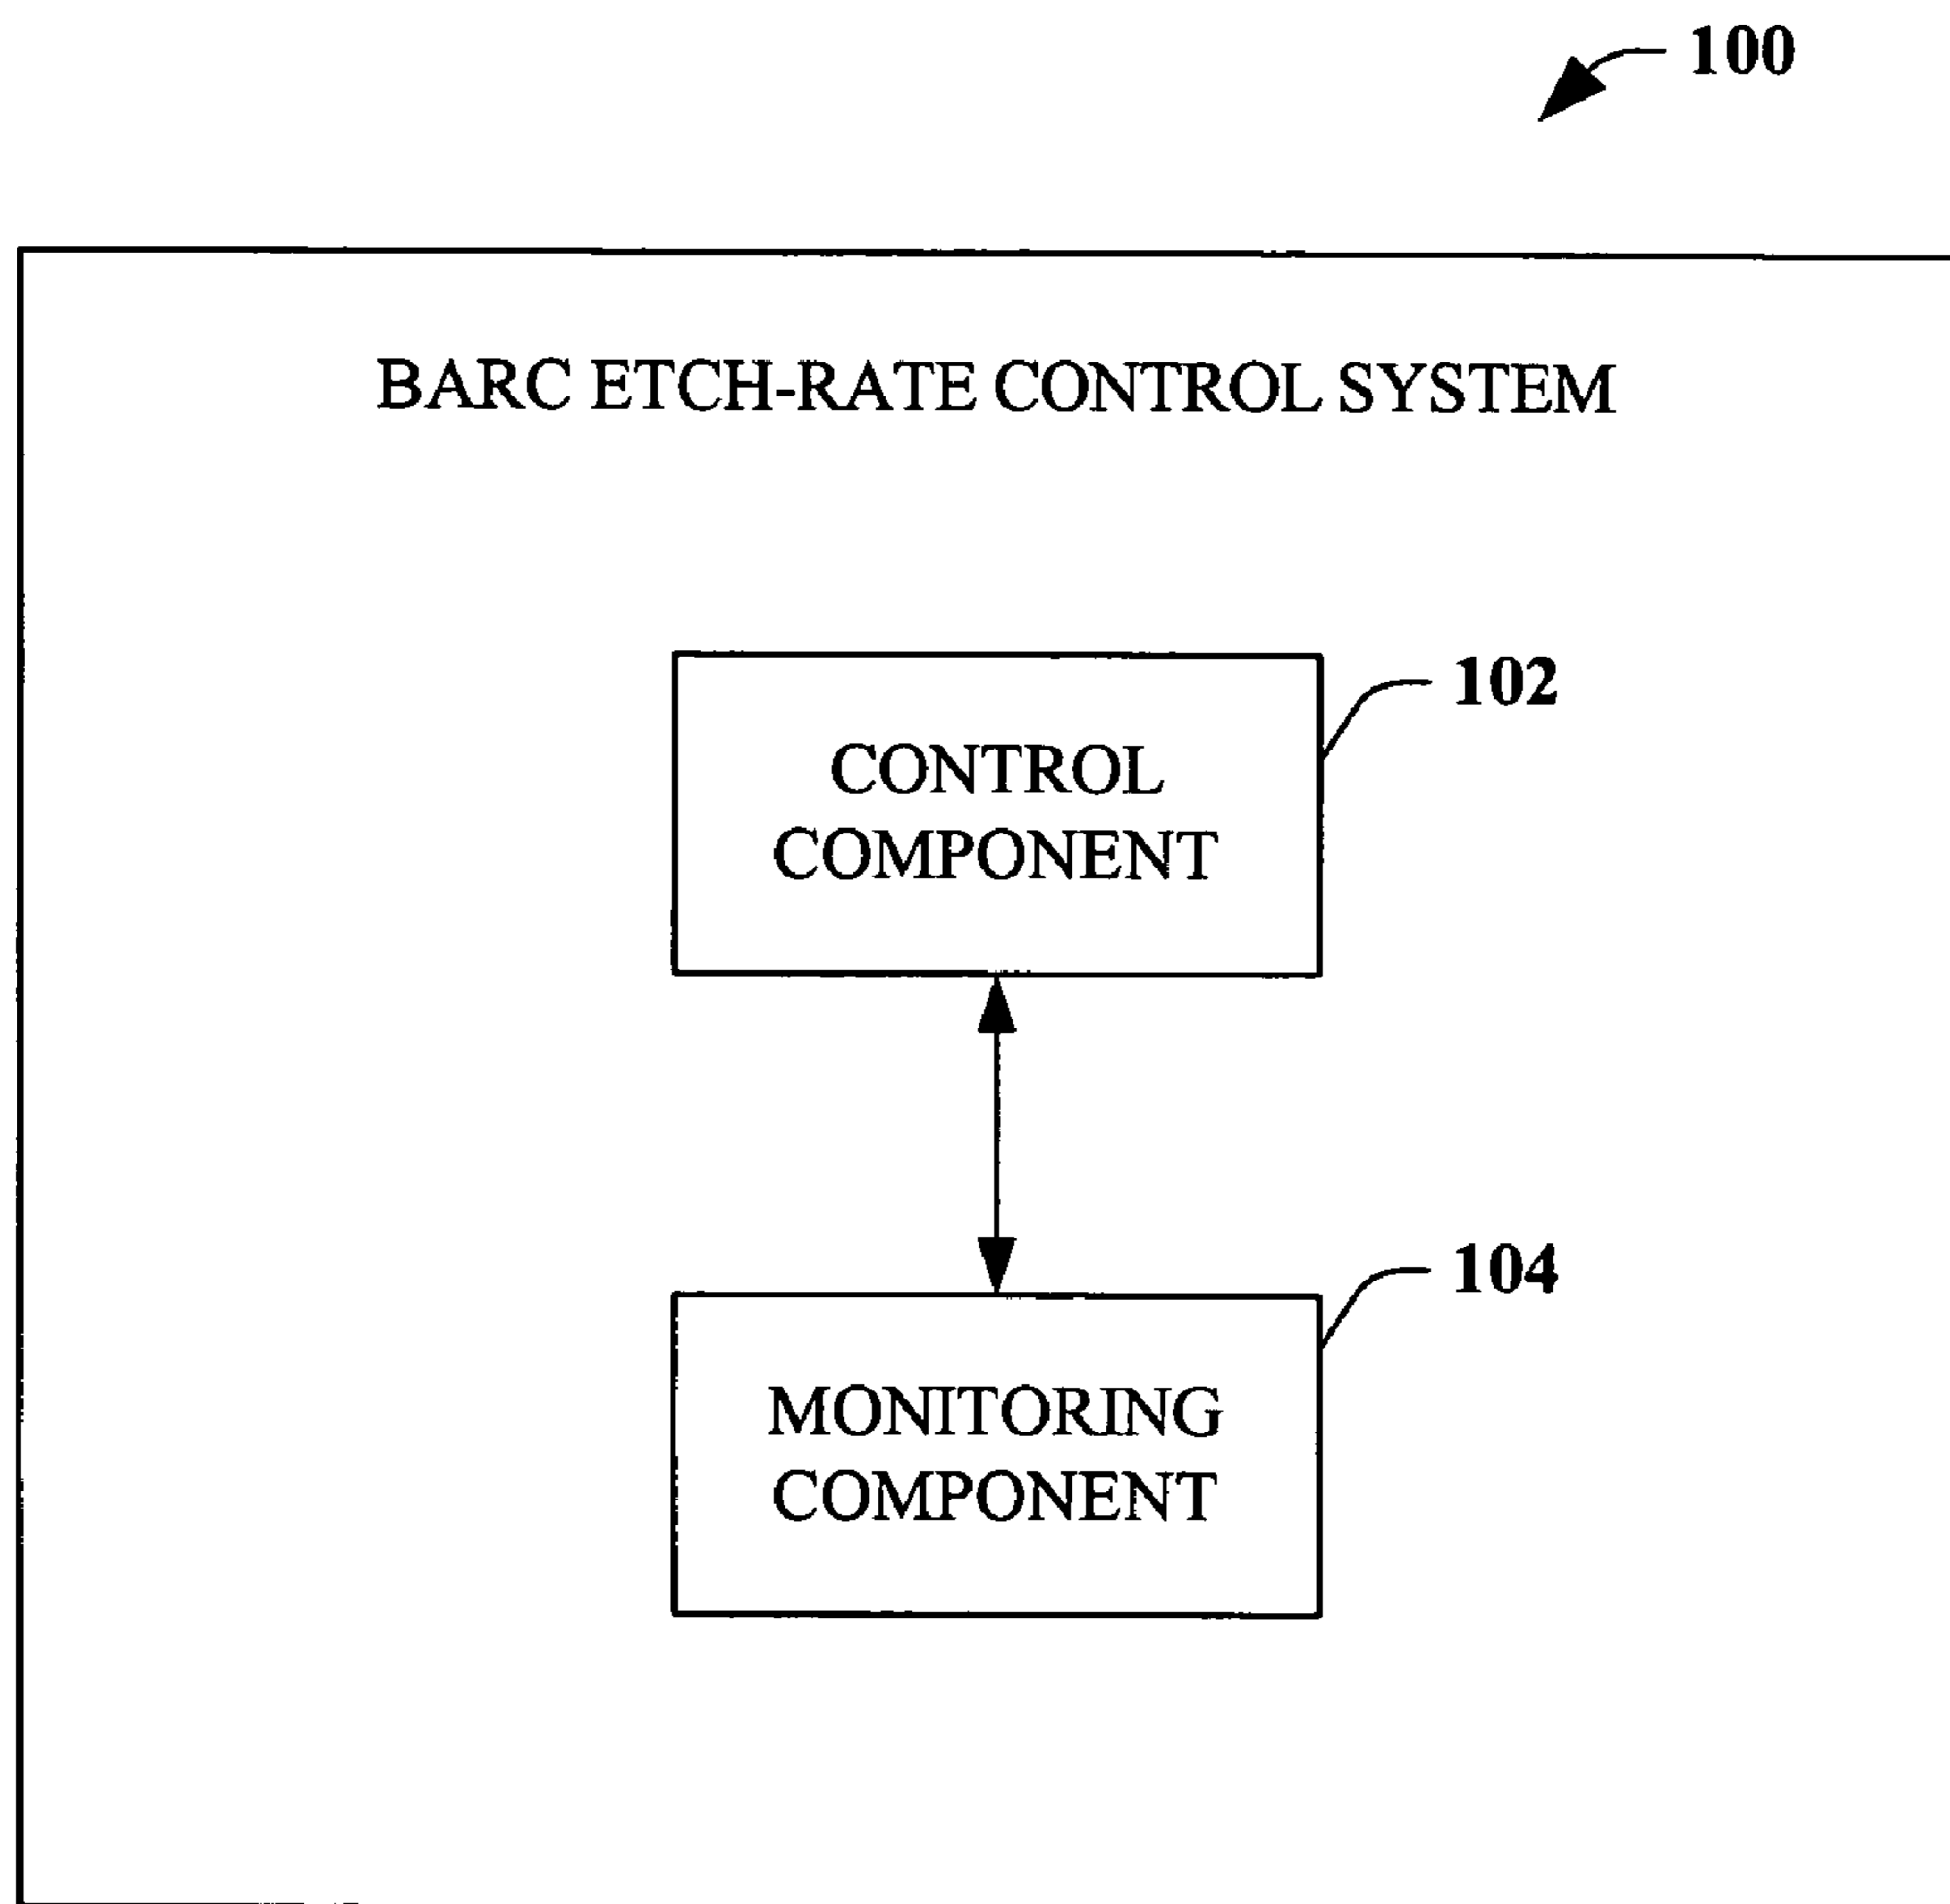 100
BARC ETCH-RATE CONTROL SYSTEM
102
CONTROL
COMPONENT
104
MONITORING
COMPONENT